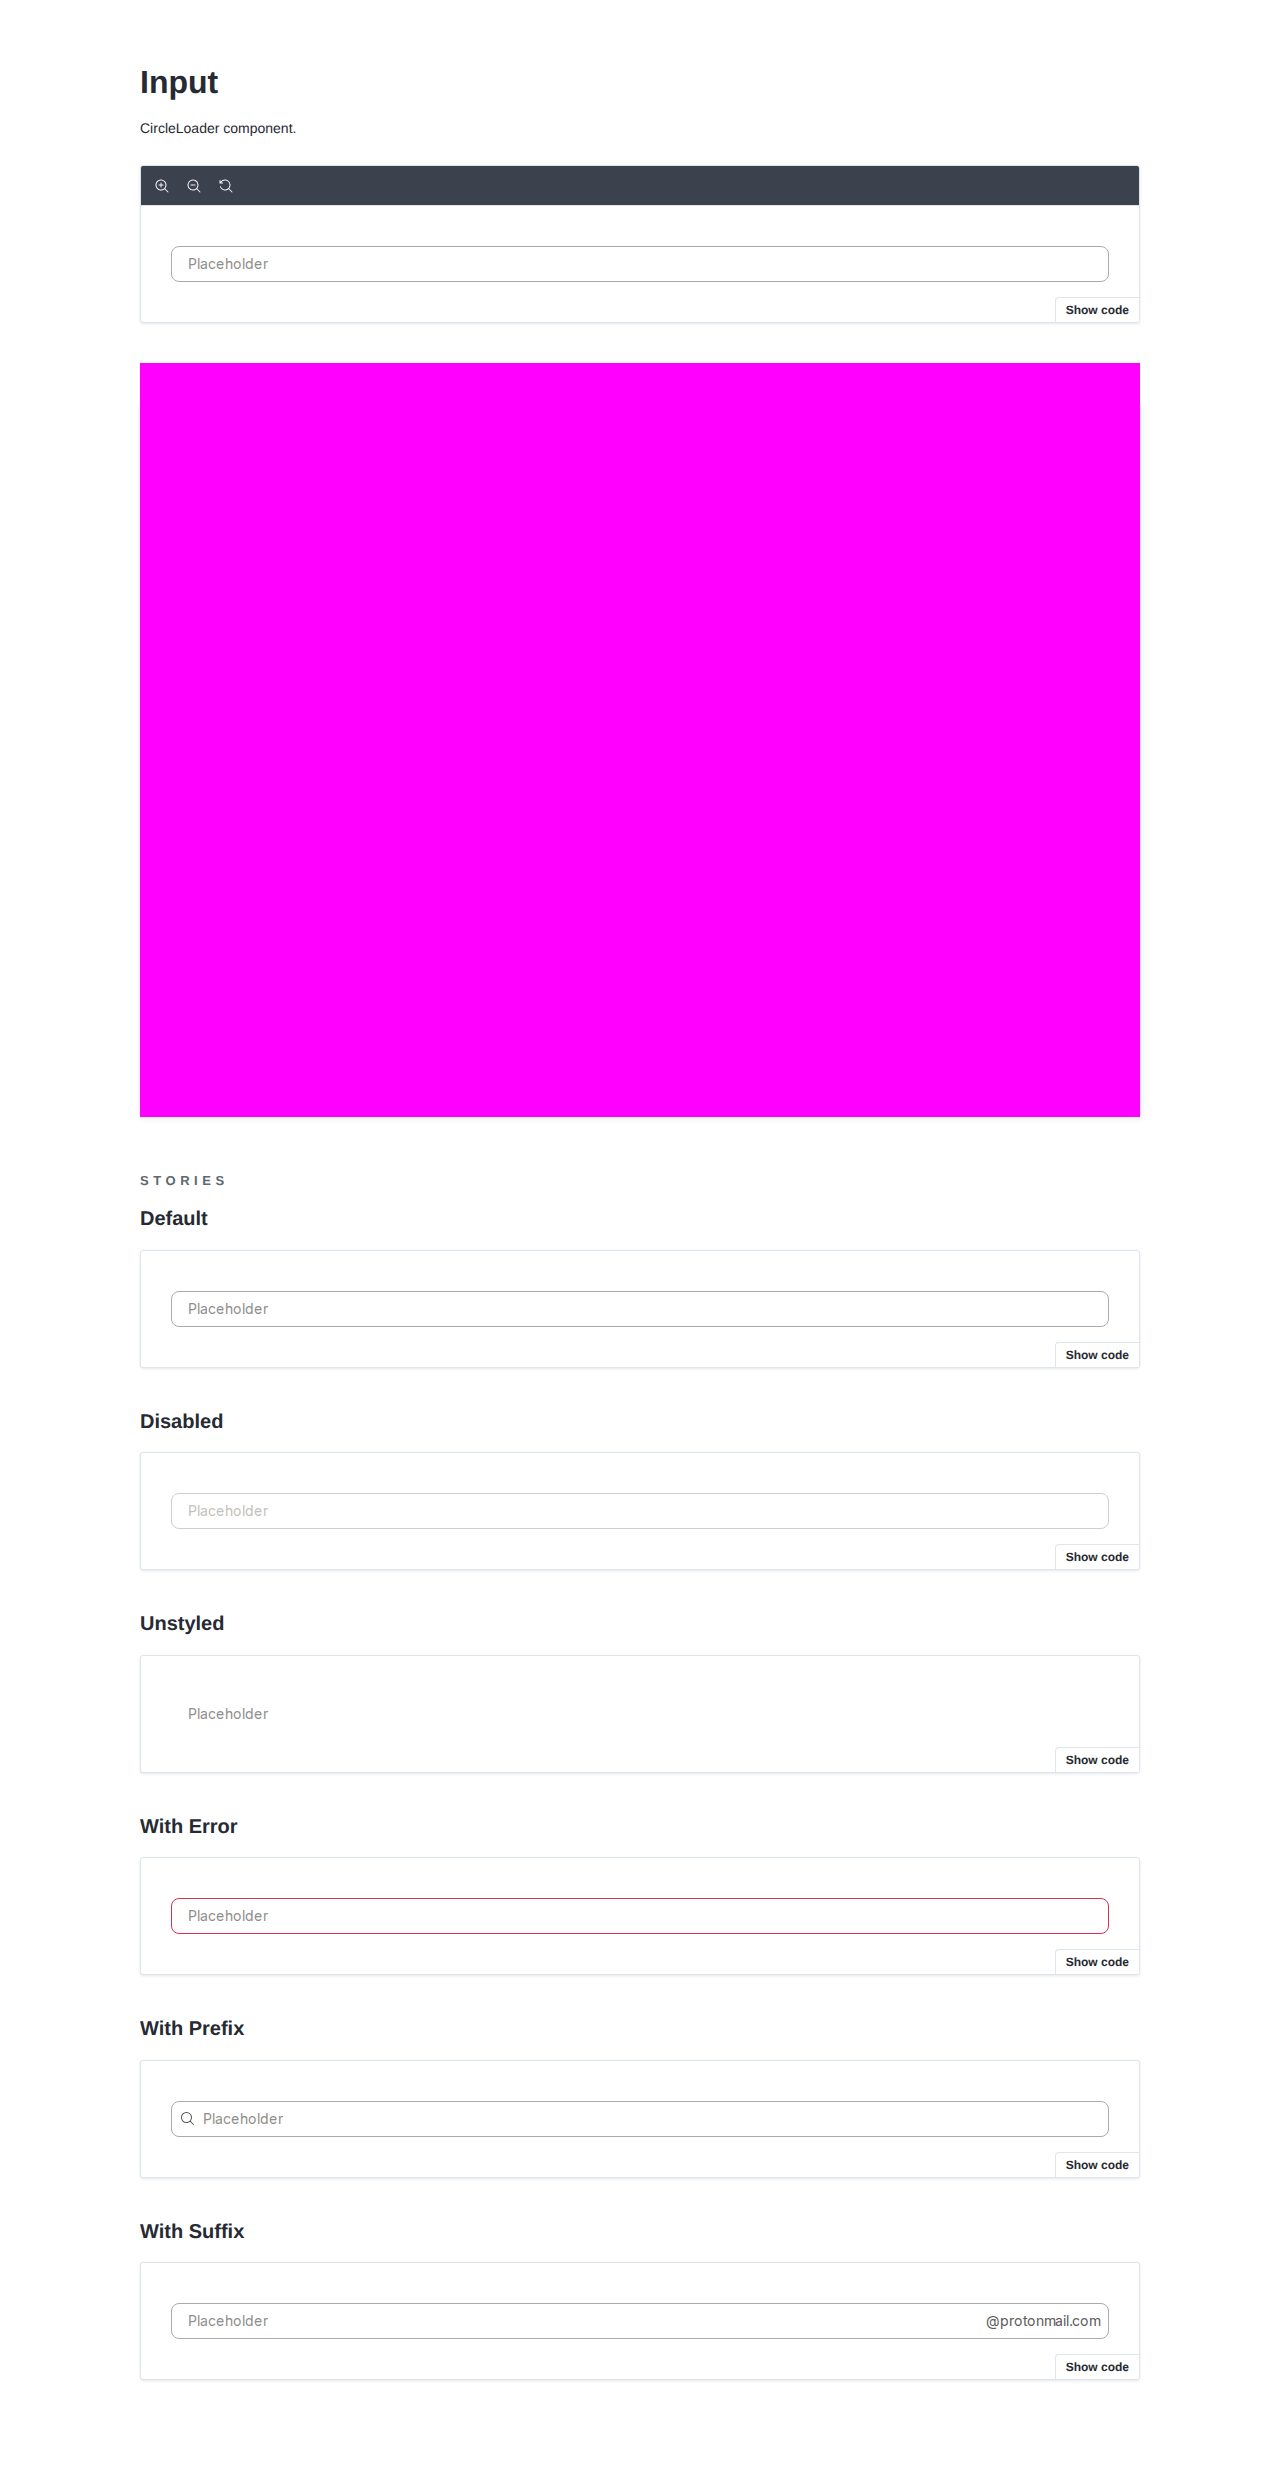 Input
CircleLoader component.
Placeholder
Show code
STORIES
Default
Placeholder
Show code
Disabled
Placeholder
Show code
Unstyled
Placeholder
Show code
With Error
Placeholder
Show code
With Prefix
Placeholder
Show code
With Suffix
Placeholder @protonmail.com
Show code